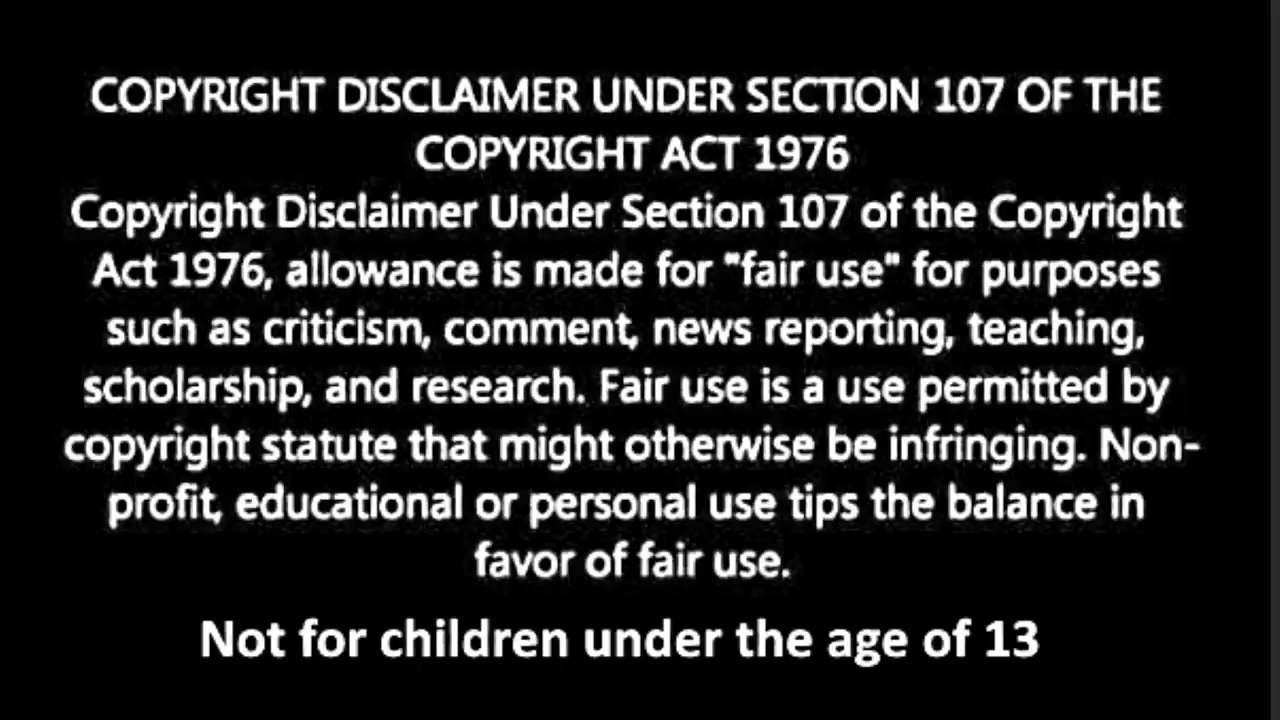 COPYRIGHT DISCLAIMER UNDER SECTION 107 OF THE
COPYRIGHT ACT 1976
Copyright Disclaimer Under Section 107 of the Copyright
Act 1976, allowance is made for "fair use" for purposes
such as criticism, comment, news reporting, teaching,
scholarship, and research. Fair use is a use permitted by
copyright statute that might otherwise be infringing. Non-
profit, educational or personal use tips the balance in
favor of fair use.
Not for children under the age of 13